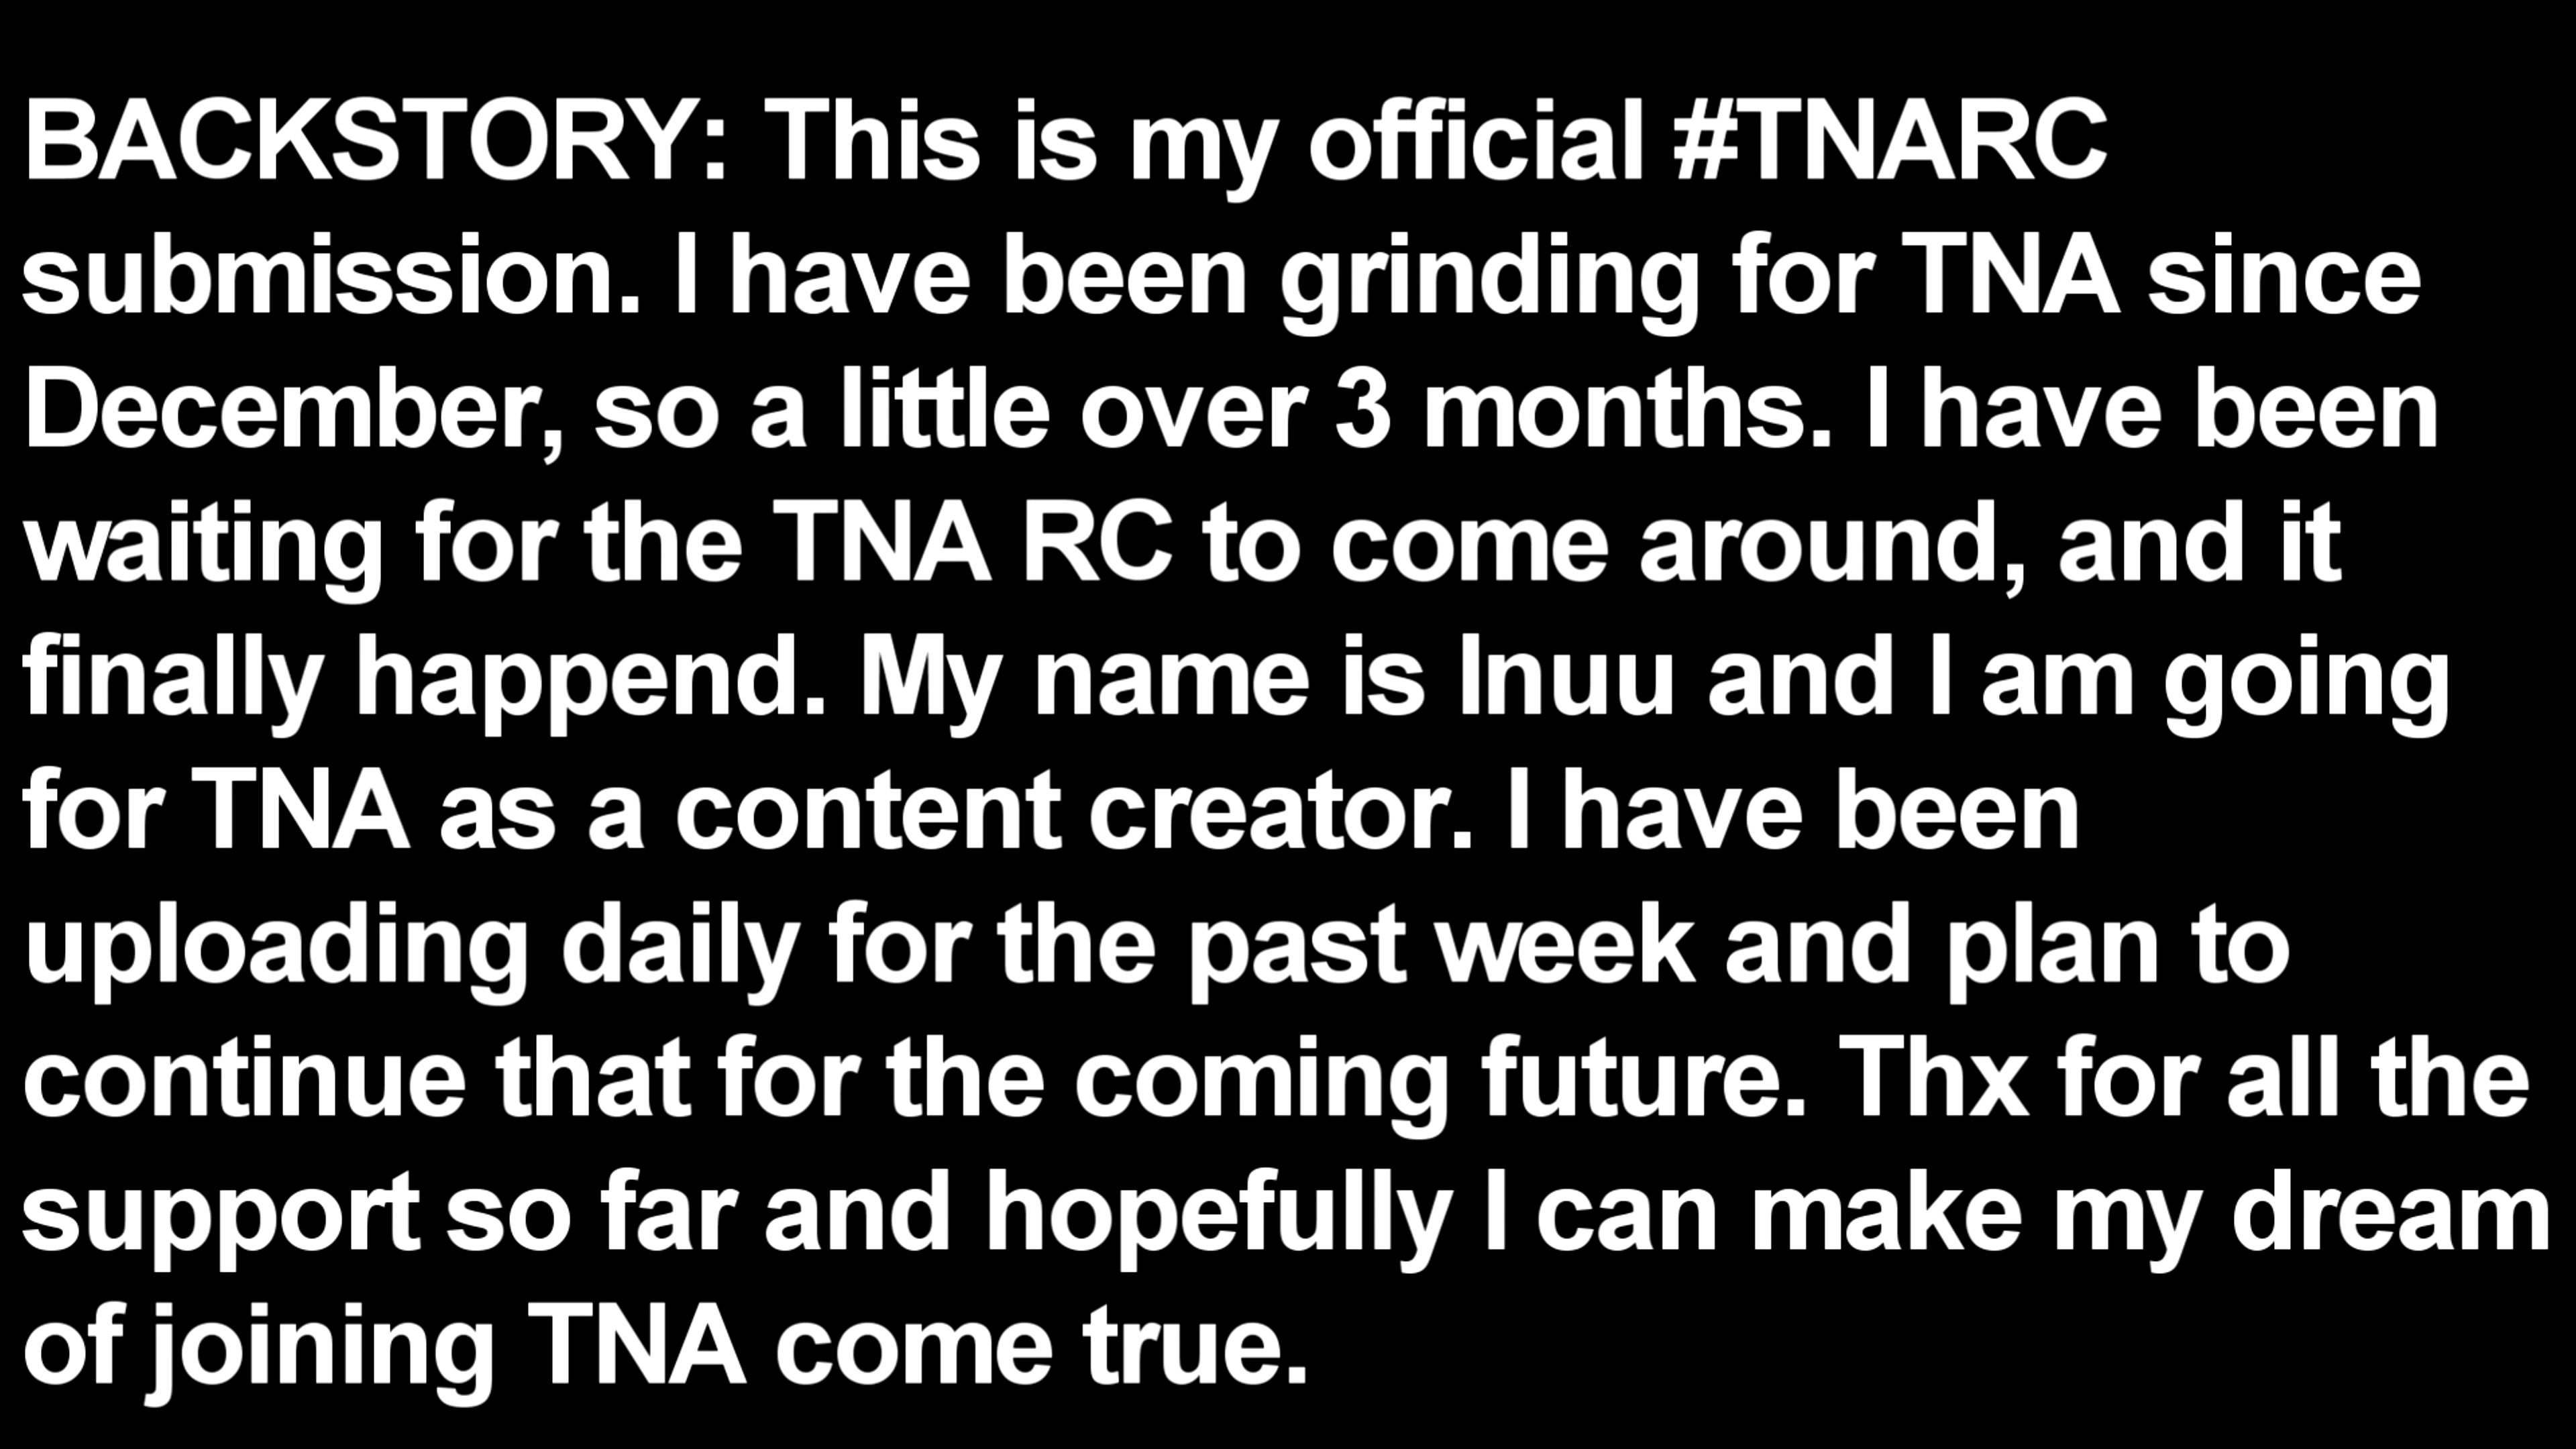 BACKSTORY: This is my official #TNARC
submission. I have been grinding for TNA since
December, so a little over 3 months. I have been
waiting for the TNA RC to come around, and it
finally happend. My name is Inuu and I am going
for TNA as a content creator. I have been
uploading daily for the past week and plan to
continue that for the coming future. Thx for all the
support so far and hopefully I can make my dream
of joining TNA come true.